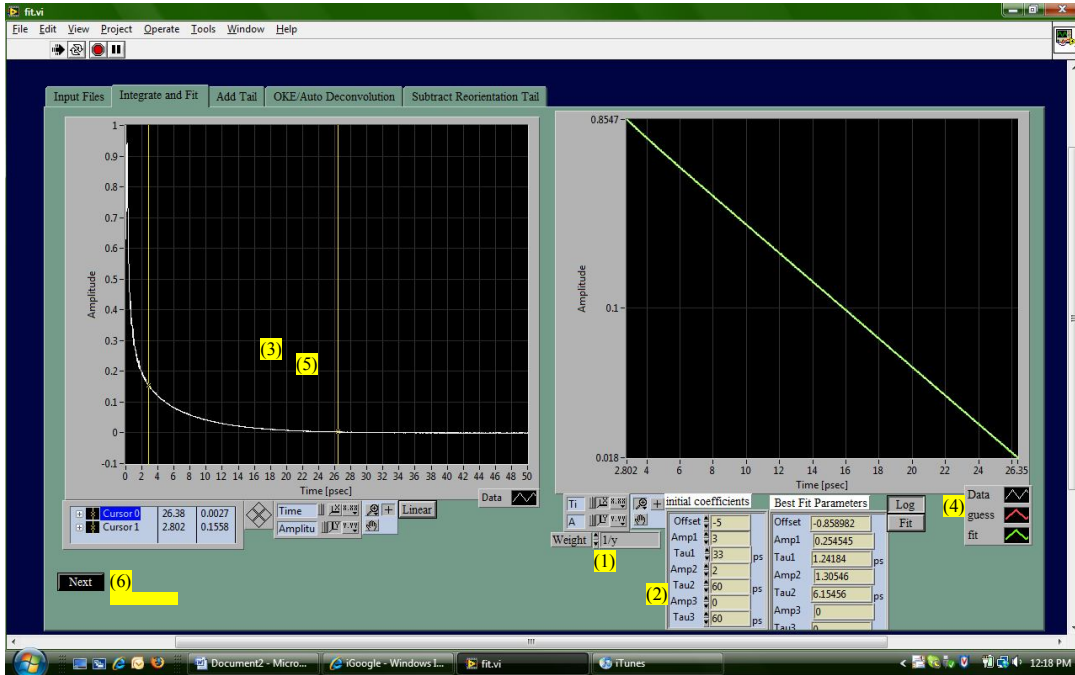 fit.vi
File Edit View Project Operate Tools Window Help
Input Files Integrate and Fit Add Tail OKE/Auto Deconvolution Subtract Reorientation Tail
1
0.9
0.8
0.7
0.6
0.5
0.4
0.3
0.2
0.1
0
-0.1
Amplitude
0 2 4 6 8 10 12 14 16 18 20 22 24 26 28 30 32 34 36 38 40 42 44 46 48 50
Time [psec]
(3)
(5)
Data
Cursor 0 26.38 0.0027
Cursor 1 2.802 0.1558
Time
Amplitu
Linear
Next (6)
0.8547
0.1
0.018
Amplitude
2.802 4 6 8 10 12 14 16 18 20 22 24 26.35
Time [psec]
Ti
A
Weight 1/y
(1)
(2)
initial coefficients
Offset -5
Amp1 3
Tau1 33 ps
Amp2 2
Tau2 60 ps
Amp3 0
Tau3 60 ps
Best Fit Parameters
Offset -0.858982
Amp1 0.254545
Tau1 1.24184 ps
Amp2 1.30546
Tau2 6.15456 ps
Amp3 0
Tau3 0
Log
Fit
(4)
Data
guess
fit
Document2 - Micro... iGoogle - Windows I... fit.vi iTunes 12:18 PM